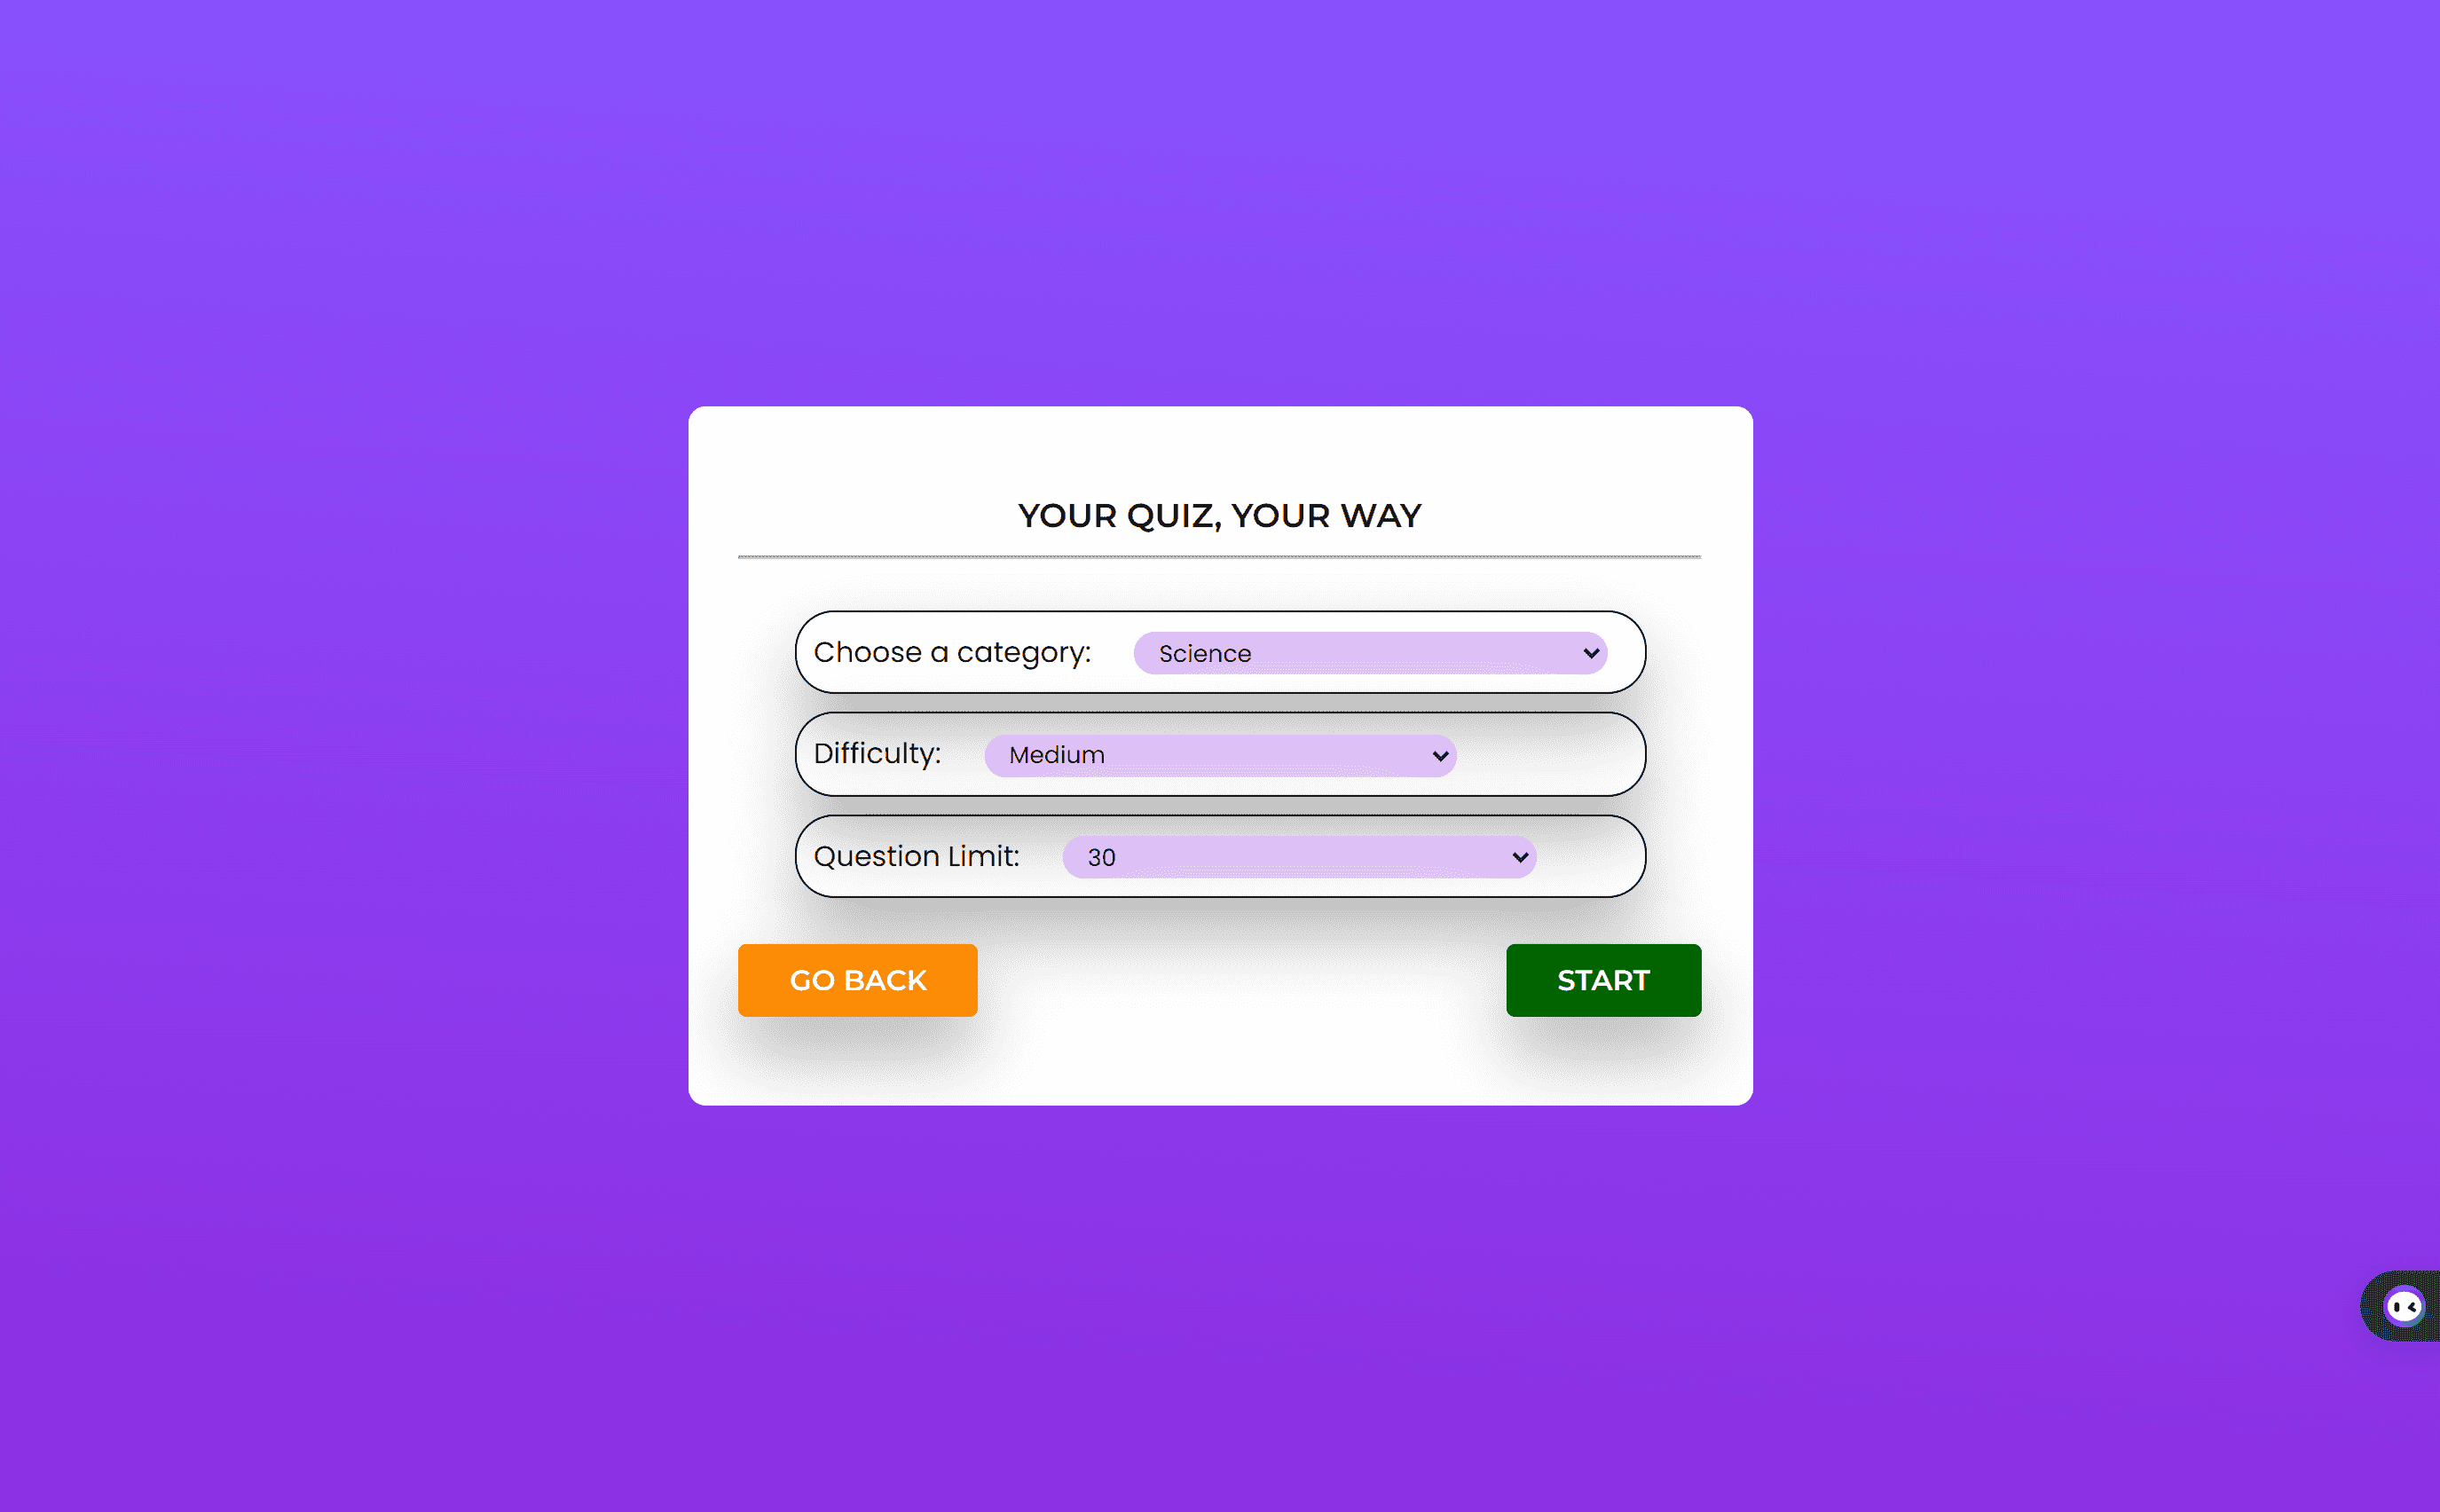 YOUR QUIZ, YOUR WAY
Choose a category: Science
Difficulty: Medium
Question Limit: 30
GO BACK START